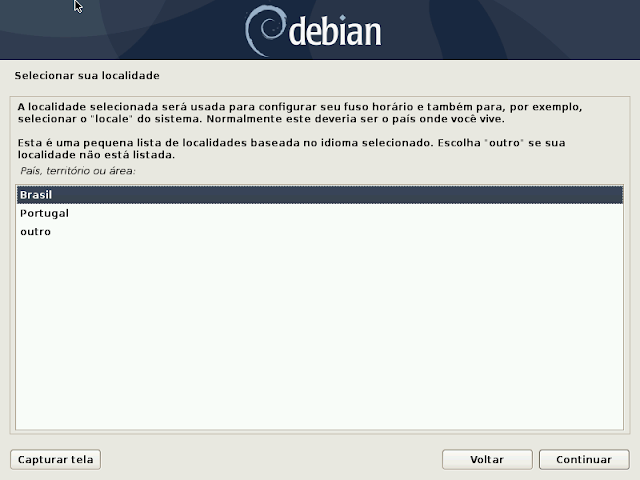 debian
Selecionar sua localidade
A localidade selecionada será usada para configurar seu fuso horário e também para, por exemplo,
selecionar o "locale" do sistema. Normalmente este deveria ser o país onde você vive.
Esta é uma pequena lista de localidades baseada no idioma selecionado. Escolha "outro" se sua
localidade não está listada.
País, território ou área:
Brasil
Portugal
outro
Capturar tela
Voltar
Continuar